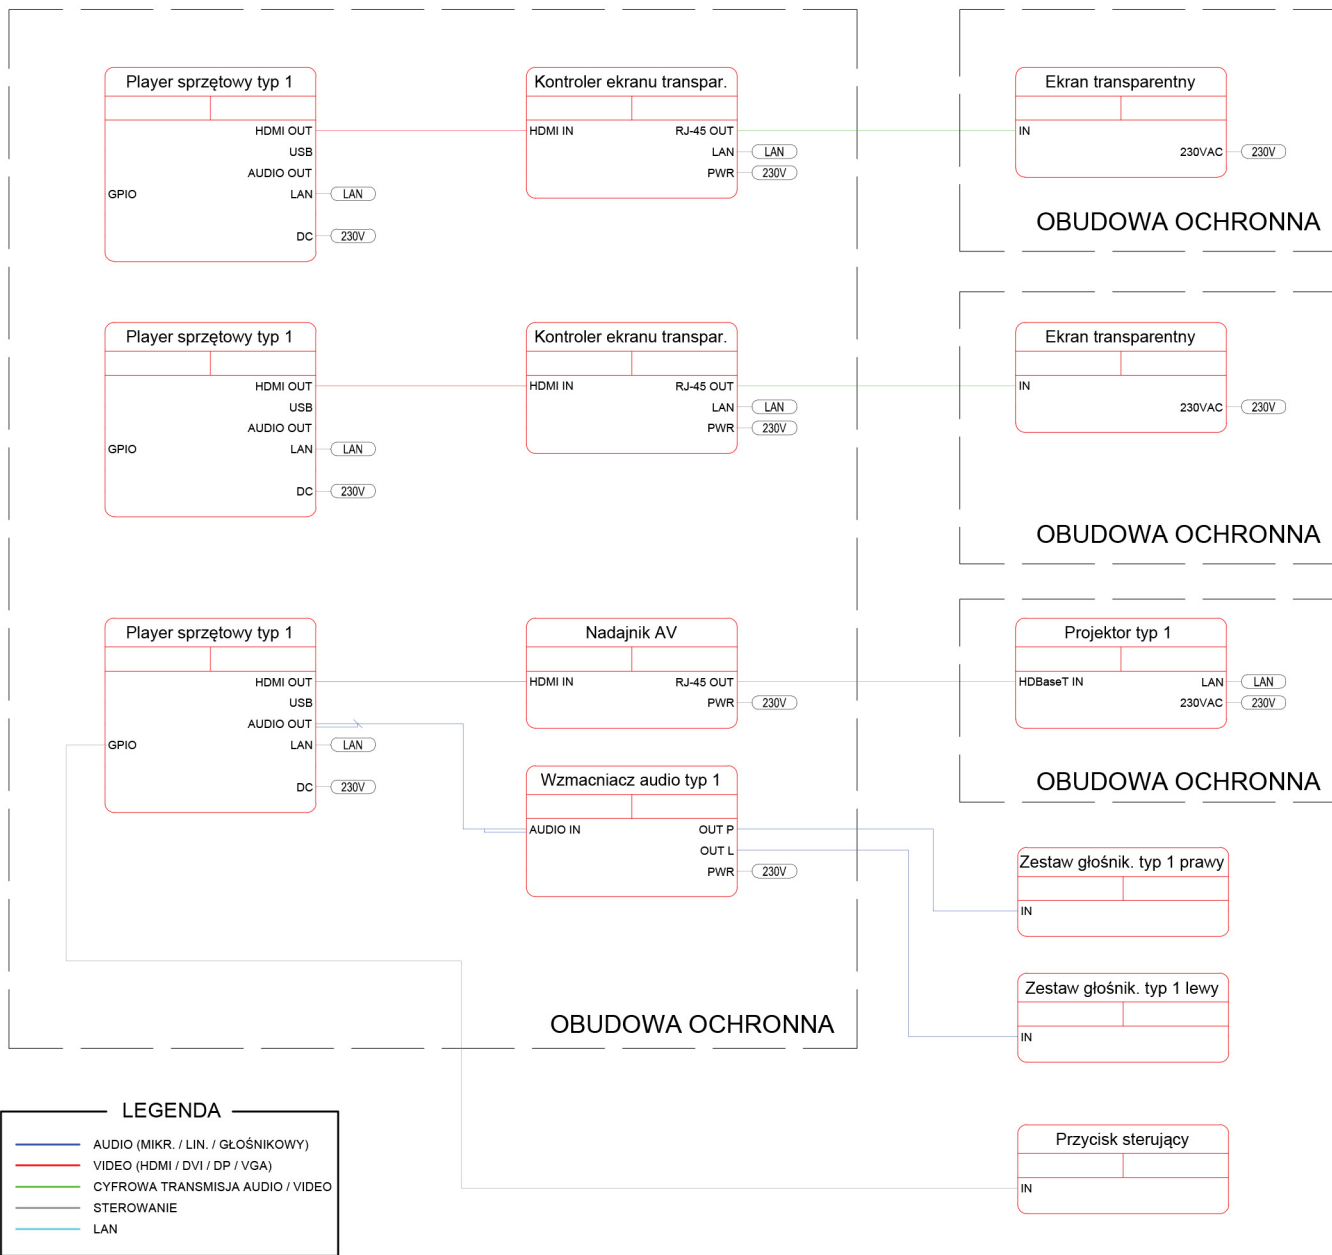 Player sprzętowy typ 1
HDMI OUT
USB
AUDIO OUT
GPIO
LAN
LAN
DC
230V
Kontroler ekranu transpar.
HDMI IN
RJ-45 OUT
LAN
LAN
PWR
230V
Ekran transparentny
IN
230VAC
230V
OBUDOWA OCHRONNA
Player sprzętowy typ 1
HDMI OUT
USB
AUDIO OUT
GPIO
LAN
LAN
DC
230V
Kontroler ekranu transpar.
HDMI IN
RJ-45 OUT
LAN
LAN
PWR
230V
Ekran transparentny
IN
230VAC
230V
OBUDOWA OCHRONNA
Player sprzętowy typ 1
HDMI OUT
USB
AUDIO OUT
GPIO
LAN
LAN
DC
230V
Nadajnik AV
HDMI IN
RJ-45 OUT
PWR
230V
Projektor typ 1
HDBaseT IN
LAN
LAN
230VAC
230V
OBUDOWA OCHRONNA
Wzmacniacz audio typ 1
AUDIO IN
OUT P
OUT L
PWR
230V
Zestaw głośnik. typ 1 prawy
IN
Zestaw głośnik. typ 1 lewy
IN
OBUDOWA OCHRONNA
Przycisk sterujący
IN
LEGENDA
AUDIO (MIKR. / LIN. / GŁOŚNIKOWY)
VIDEO (HDMI / DVI / DP / VGA)
CYFROWA TRANSMISJA AUDIO / VIDEO
STEROWANIE
LAN